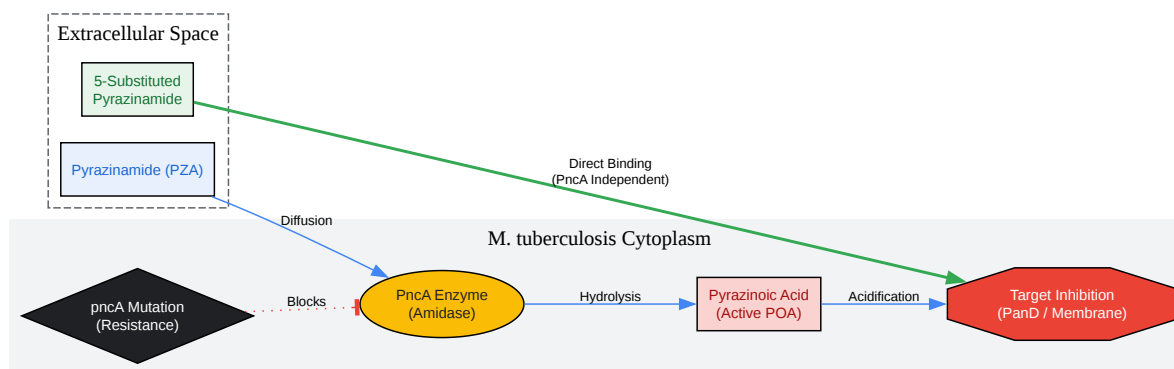 Extracellular Space
5-Substituted
Pyrazinamide
Pyrazinamide (PZA)
Direct Binding
(PncA Independent)
Diffusion
M. tuberculosis Cytoplasm
pncA Mutation
(Resistance)
Blocks
PncA Enzyme
(Amidase)
Hydrolysis
Pyrazinoic Acid
(Active POA)
Acidification
Target Inhibition
(PanD / Membrane)